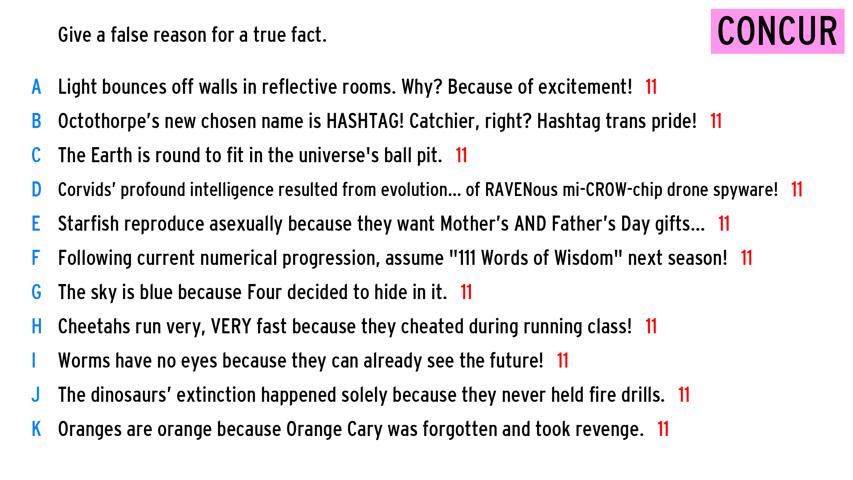 Give a false reason for a true fact.
CONCUR
A Light bounces off walls in reflective rooms. Why? Because of excitement! 11
B Octothorpe's new chosen name is HASHTAG! Catchier, right? Hashtag trans pride! 11
C The Earth is round to fit in the universe's ball pit. 11
D Corvids' profound intelligence resulted from evolution... of RAVENous mi-CROW-chip drone spyware! 11
E Starfish reproduce asexually because they want Mother's AND Father's Day gifts... 11
F Following current numerical progression, assume "111 Words of Wisdom" next season! 11
G The sky is blue because Four decided to hide in it. 11
H Cheetahs run very, VERY fast because they cheated during running class! 11
I Worms have no eyes because they can already see the future! 11
J The dinosaurs' extinction happened solely because they never held fire drills. 11
K Oranges are orange because Orange Cary was forgotten and took revenge. 11